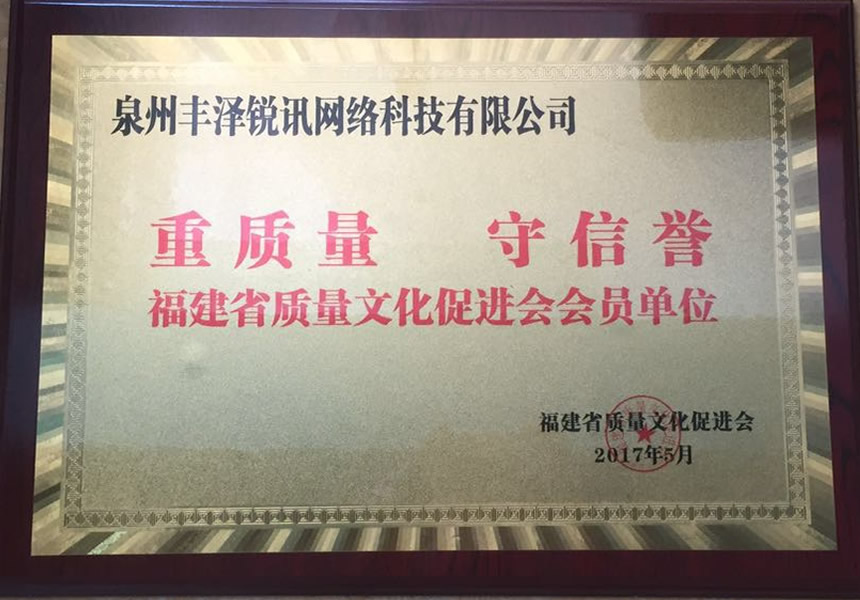 泉州丰泽锐讯网络科技有限公司
重质量 守信誉
福建省质量文化促进会会员单位
福建省质量文化促进会
2017年5月